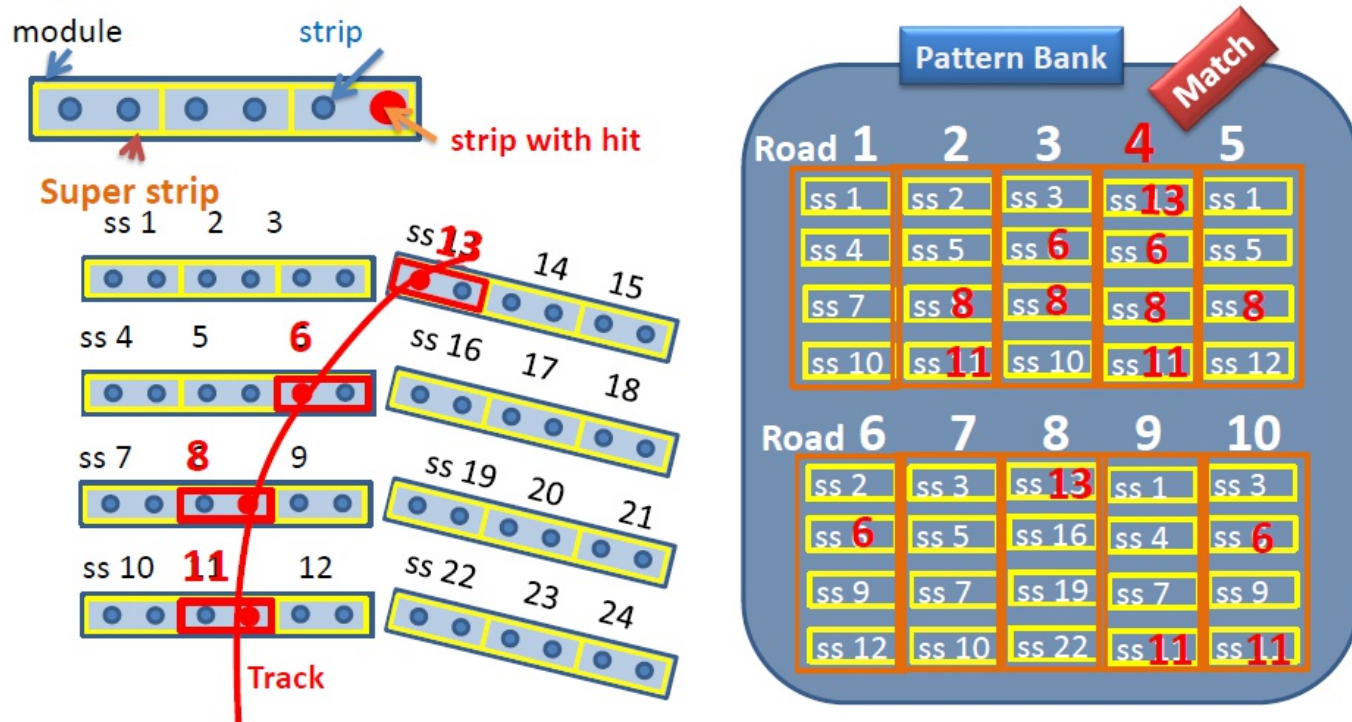 module
strip
strip with hit
Super strip
ss 1 2 3
ss 13 14 15
ss 4 5 6
ss 16 17 18
ss 7 8 9
ss 19 20 21
ss 10 11 12
ss 22 23 24
Track
Pattern Bank
Match
Road 1 2 3 4 5
ss 1 ss 2 ss 3 ss 13 ss 1
ss 4 ss 5 ss 6 ss 6 ss 5
ss 7 ss 8 ss 8 ss 8 ss 8
ss 10 ss 11 ss 10 ss 11 ss 12
Road 6 7 8 9 10
ss 2 ss 3 ss 13 ss 1 ss 3
ss 6 ss 5 ss 16 ss 4 ss 6
ss 9 ss 7 ss 19 ss 7 ss 9
ss 12 ss 10 ss 22 ss 11 ss 11